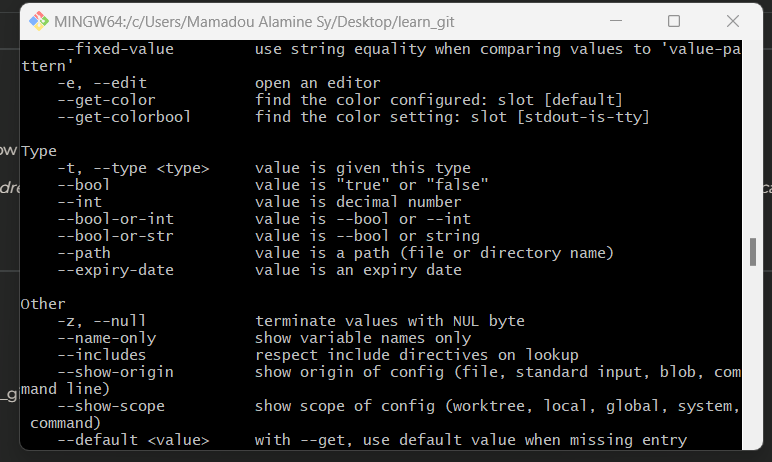 MINGW64:/c/Users/Mamadou Alamine Sy/Desktop/learn_git
--fixed-value use string equality when comparing values to 'value-pa
ttern'
-e, --edit open an editor
--get-color find the color configured: slot [default]
--get-colorbool find the color setting: slot [stdout-is-tty]
Type
-t, --type <type> value is given this type
--bool value is "true" or "false"
--int value is decimal number
--bool-or-int value is --bool or --int
--bool-or-str value is --bool or string
--path value is a path (file or directory name)
--expiry-date value is an expiry date
Other
-z, --null terminate values with NUL byte
--name-only show variable names only
--includes respect include directives on lookup
--show-origin show origin of config (file, standard input, blob, com
mand line)
--show-scope show scope of config (worktree, local, global, system,
command)
--default <value> with --get, use default value when missing entry